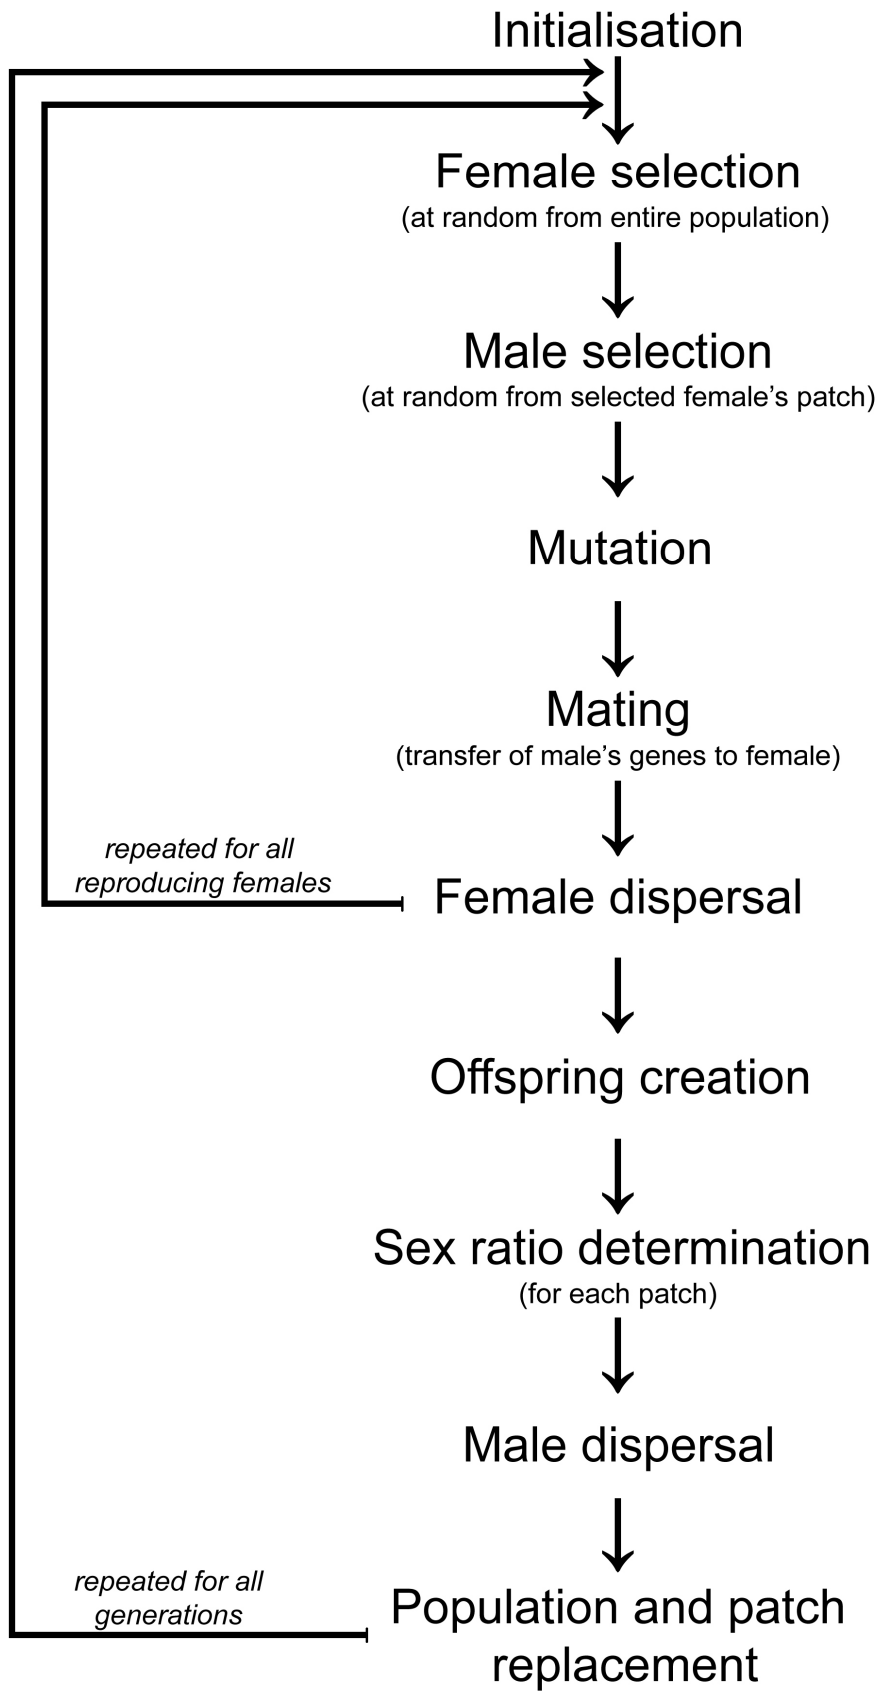 Initialisation
Female selection
(at random from entire population)
Male selection
(at random from selected female’s patch)
Mutation
Mating
(transfer of male’s genes to female)
repeated for all
reproducing females
Female dispersal
Offspring creation
Sex ratio determination
(for each patch)
Male dispersal
repeated for all
generations
Population and patch
replacement